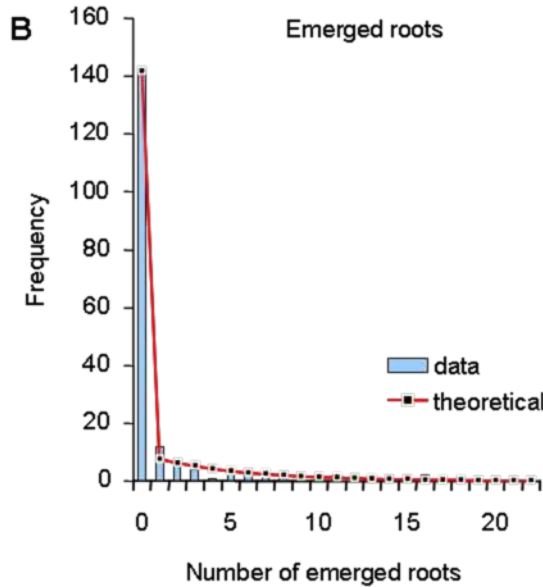 B
Emerged roots
Frequency
160
140
120
100
80
60
40
20
0
data
theoretical
0 5 10 15 20
Number of emerged roots